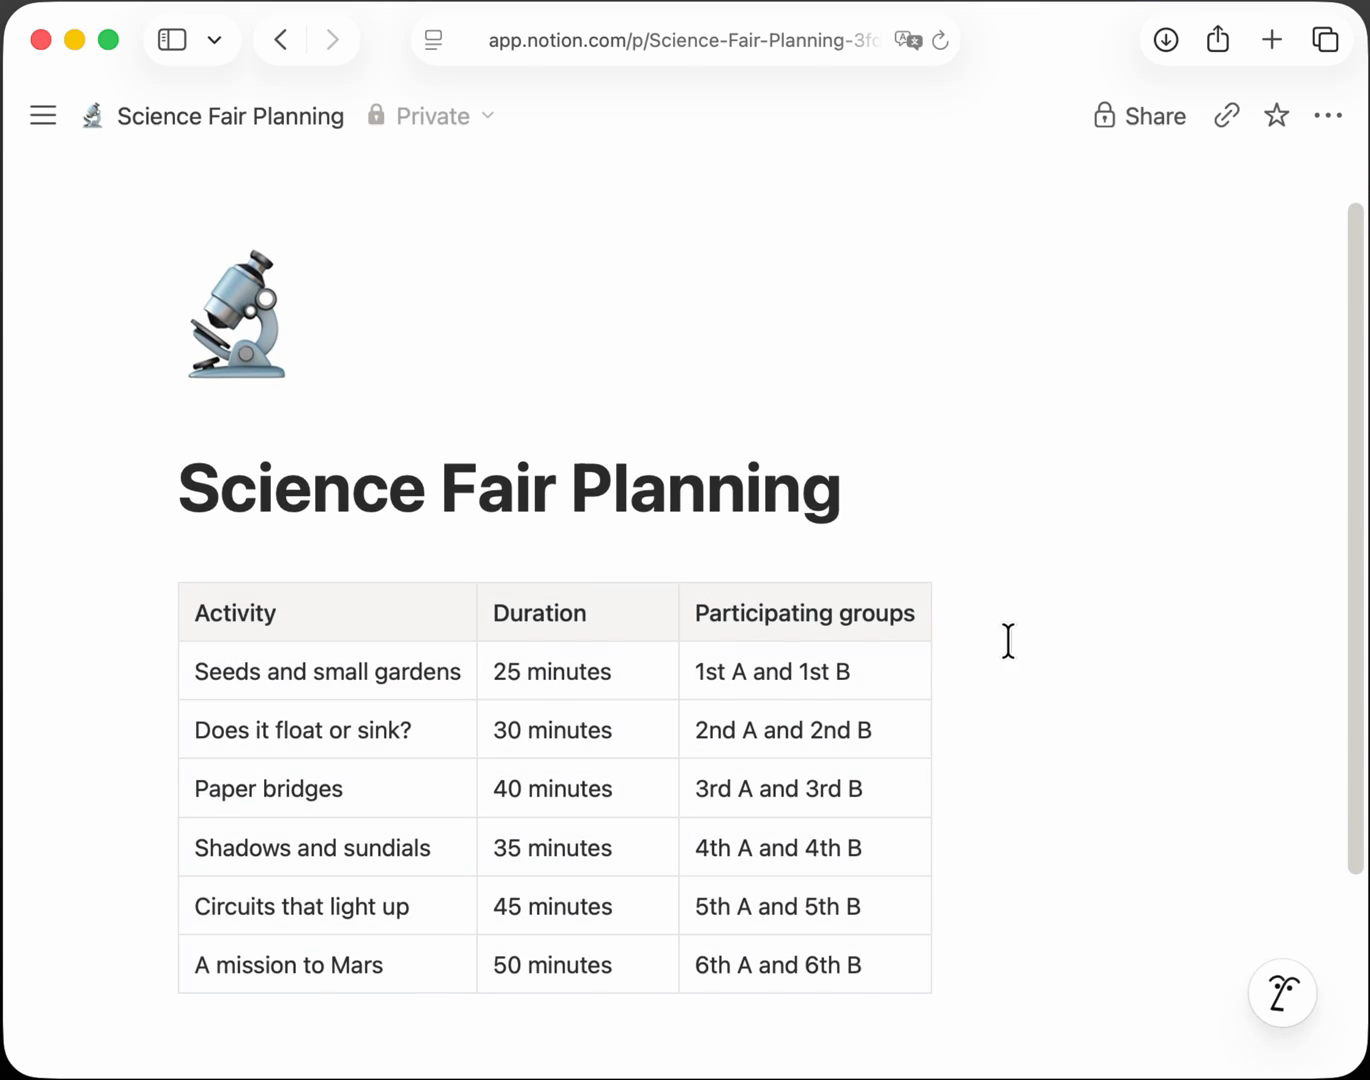 app.notion.com/p/Science-Fair-Planning-3fc
Science Fair Planning Private Share
Science Fair Planning
Activity Duration Participating groups
Seeds and small gardens 25 minutes 1st A and 1st B
Does it float or sink? 30 minutes 2nd A and 2nd B
Paper bridges 40 minutes 3rd A and 3rd B
Shadows and sundials 35 minutes 4th A and 4th B
Circuits that light up 45 minutes 5th A and 5th B
A mission to Mars 50 minutes 6th A and 6th B